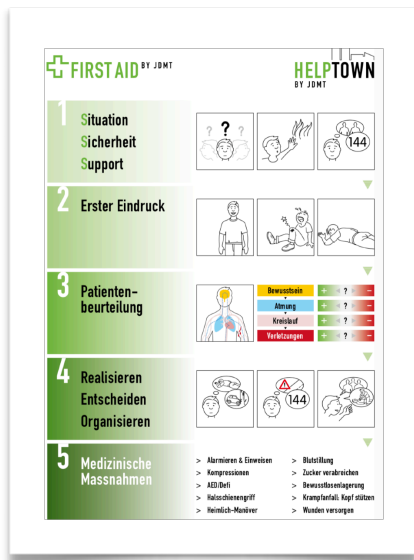 FIRST AID BY JDMT
HELPTOWN
BY JDMT
1
Situation
Sicherheit
Support
? ? ?
144
2 Erster Eindruck
3 Patienten-
beurteilung
Bewusstsein + ? -
Atmung + ? -
Kreislauf + ? -
Verletzungen + ? -
4 Realisieren
Entscheiden
Organisieren
144
5 Medizinische
Massnahmen
> Alarmieren & Einweisen
> Kompressionen
> AED/Defi
> Halsschienengriff
> Heimlich-Manöver
> Blutstillung
> Zucker verabreichen
> Bewusstlosenlagerung
> Krampfanfall: Kopf stützen
> Wunden versorgen